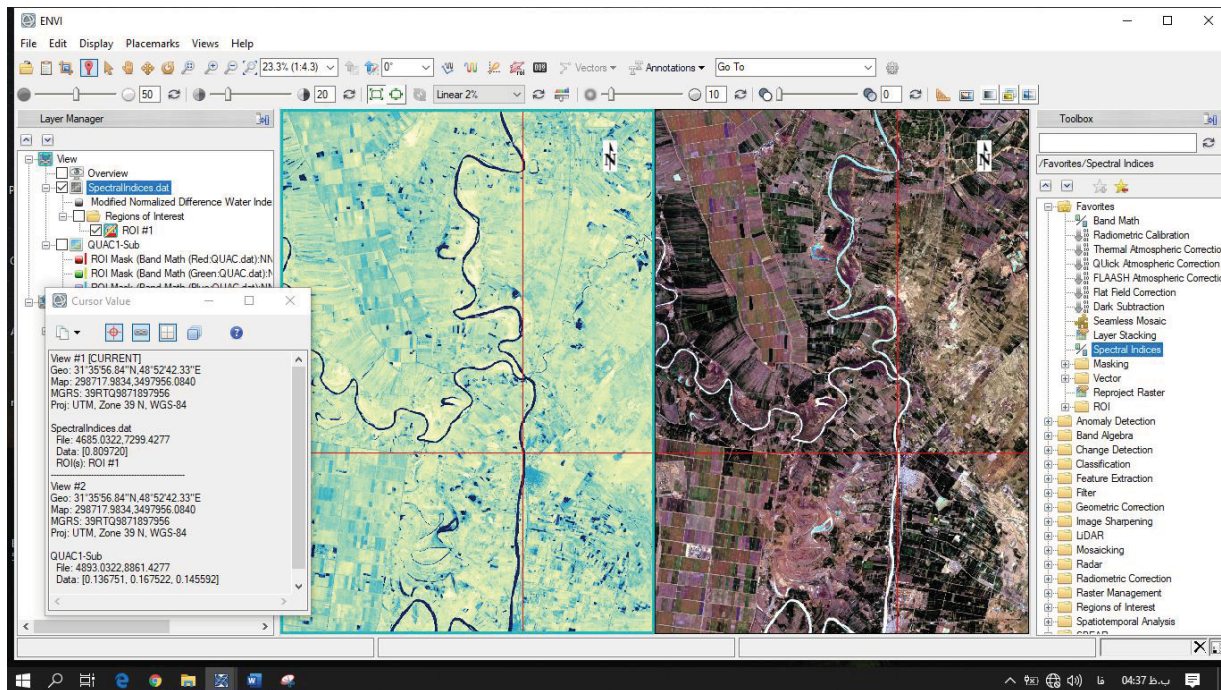 ENVI
File Edit Display Placemarks Views Help
23.3% (1:4.3) 0° Vectors Annotations Go To
50 20 Linear 2% 10 0
Layer Manager
View
Overview
SpectralIndices.dat
Modified Normalized Difference Water Inde
Regions of Interest
ROI #1
QUAC1-Sub
ROI Mask (Band Math (Red:QUAC.dat):NN
ROI Mask (Band Math (Green:QUAC.dat):N
ROI Mask (Band Math (Blue:QUAC.dat):NN
Cursor Value
View #1 [CURRENT]
Geo: 31°35'56.84"N,48°52'42.33"E
Map: 298717.9834,3497956.0840
MGRS: 39RTQ9871897956
Proj: UTM, Zone 39 N, WGS-84
SpectralIndices.dat
File: 4685.0322,7299.4277
Data: [0.809720]
ROI(s): ROI #1
View #2
Geo: 31°35'56.84"N,48°52'42.33"E
Map: 298717.9834,3497956.0840
MGRS: 39RTQ9871897956
Proj: UTM, Zone 39 N, WGS-84
QUAC1-Sub
File: 4893.0322,8861.4277
Data: [0.136751, 0.167522, 0.145592]
N
N
Toolbox
/Favorites/Spectral Indices
Favorites
Band Math
Radiometric Calibration
Thermal Atmospheric Correctio
QUick Atmospheric Correction
FLAASH Atmospheric Correctio
Flat Field Correction
Dark Subtraction
Seamless Mosaic
Layer Stacking
Spectral Indices
Masking
Vector
Reproject Raster
ROI
Anomaly Detection
Band Algebra
Change Detection
Classification
Feature Extraction
Filter
Geometric Correction
Image Sharpening
LiDAR
Mosaicking
Radar
Radiometric Correction
Raster Management
Regions of Interest
Spatiotemporal Analysis
فا
04:37 ب.ظ